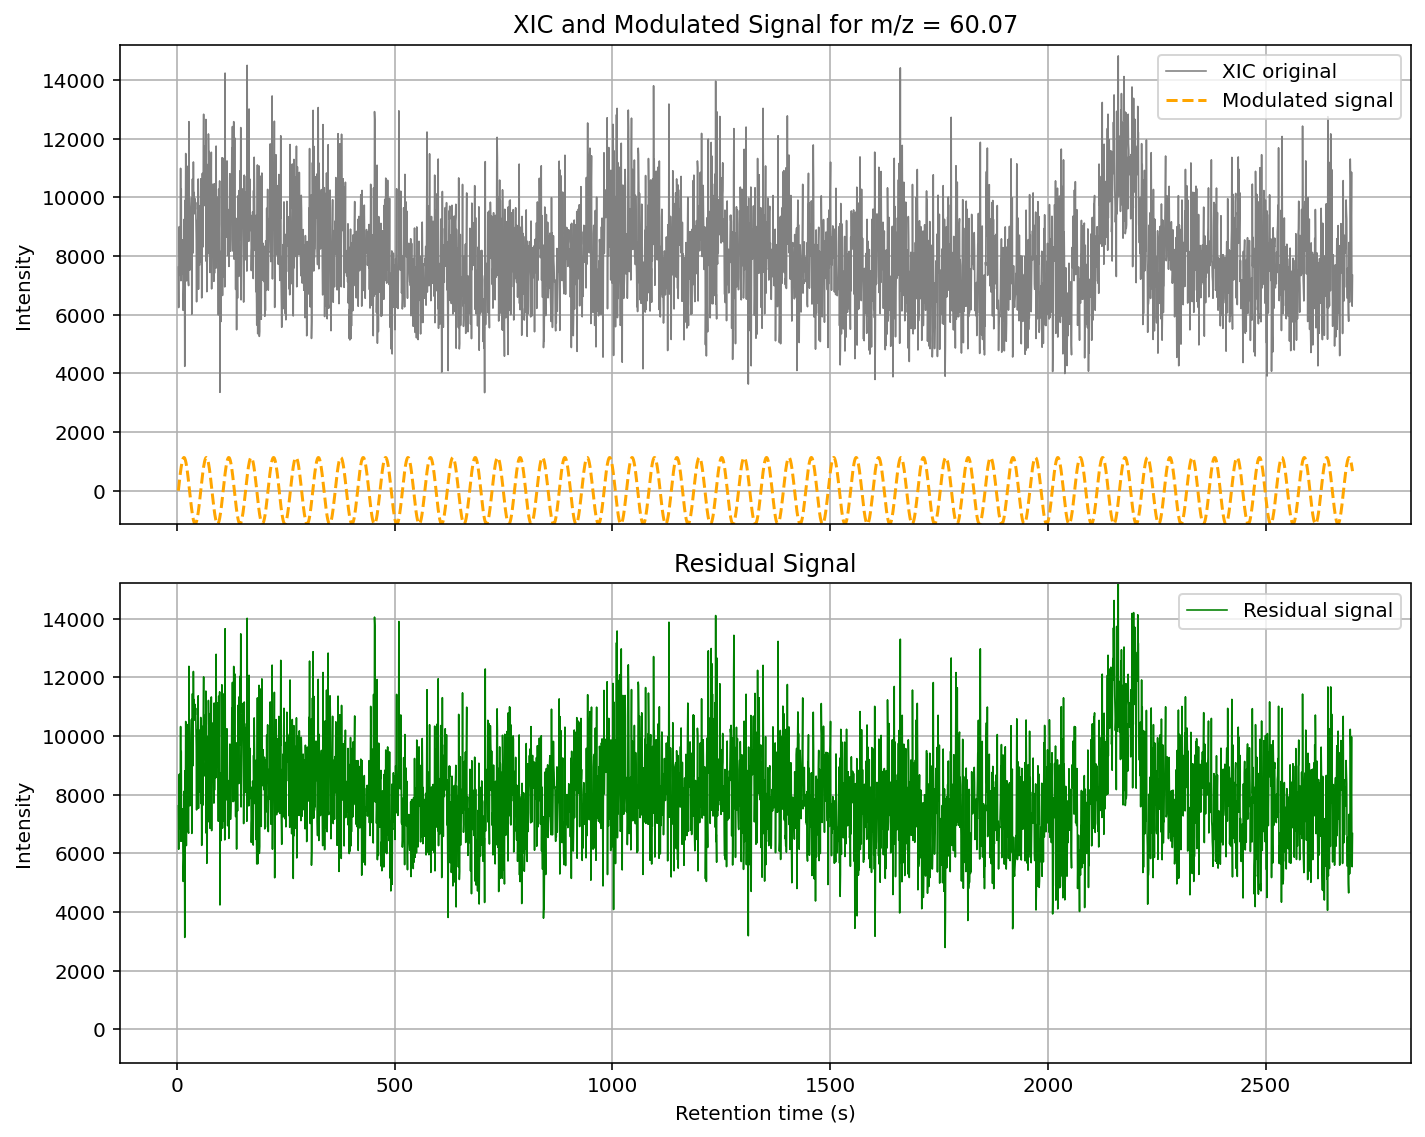 XIC and Modulated Signal for m/z = 60.07
14000
12000
10000
8000
6000
4000
2000
0
Intensity
XIC original
Modulated signal
Residual Signal
14000
12000
10000
8000
6000
4000
2000
0
Intensity
Residual signal
0 500 1000 1500 2000 2500
Retention time (s)